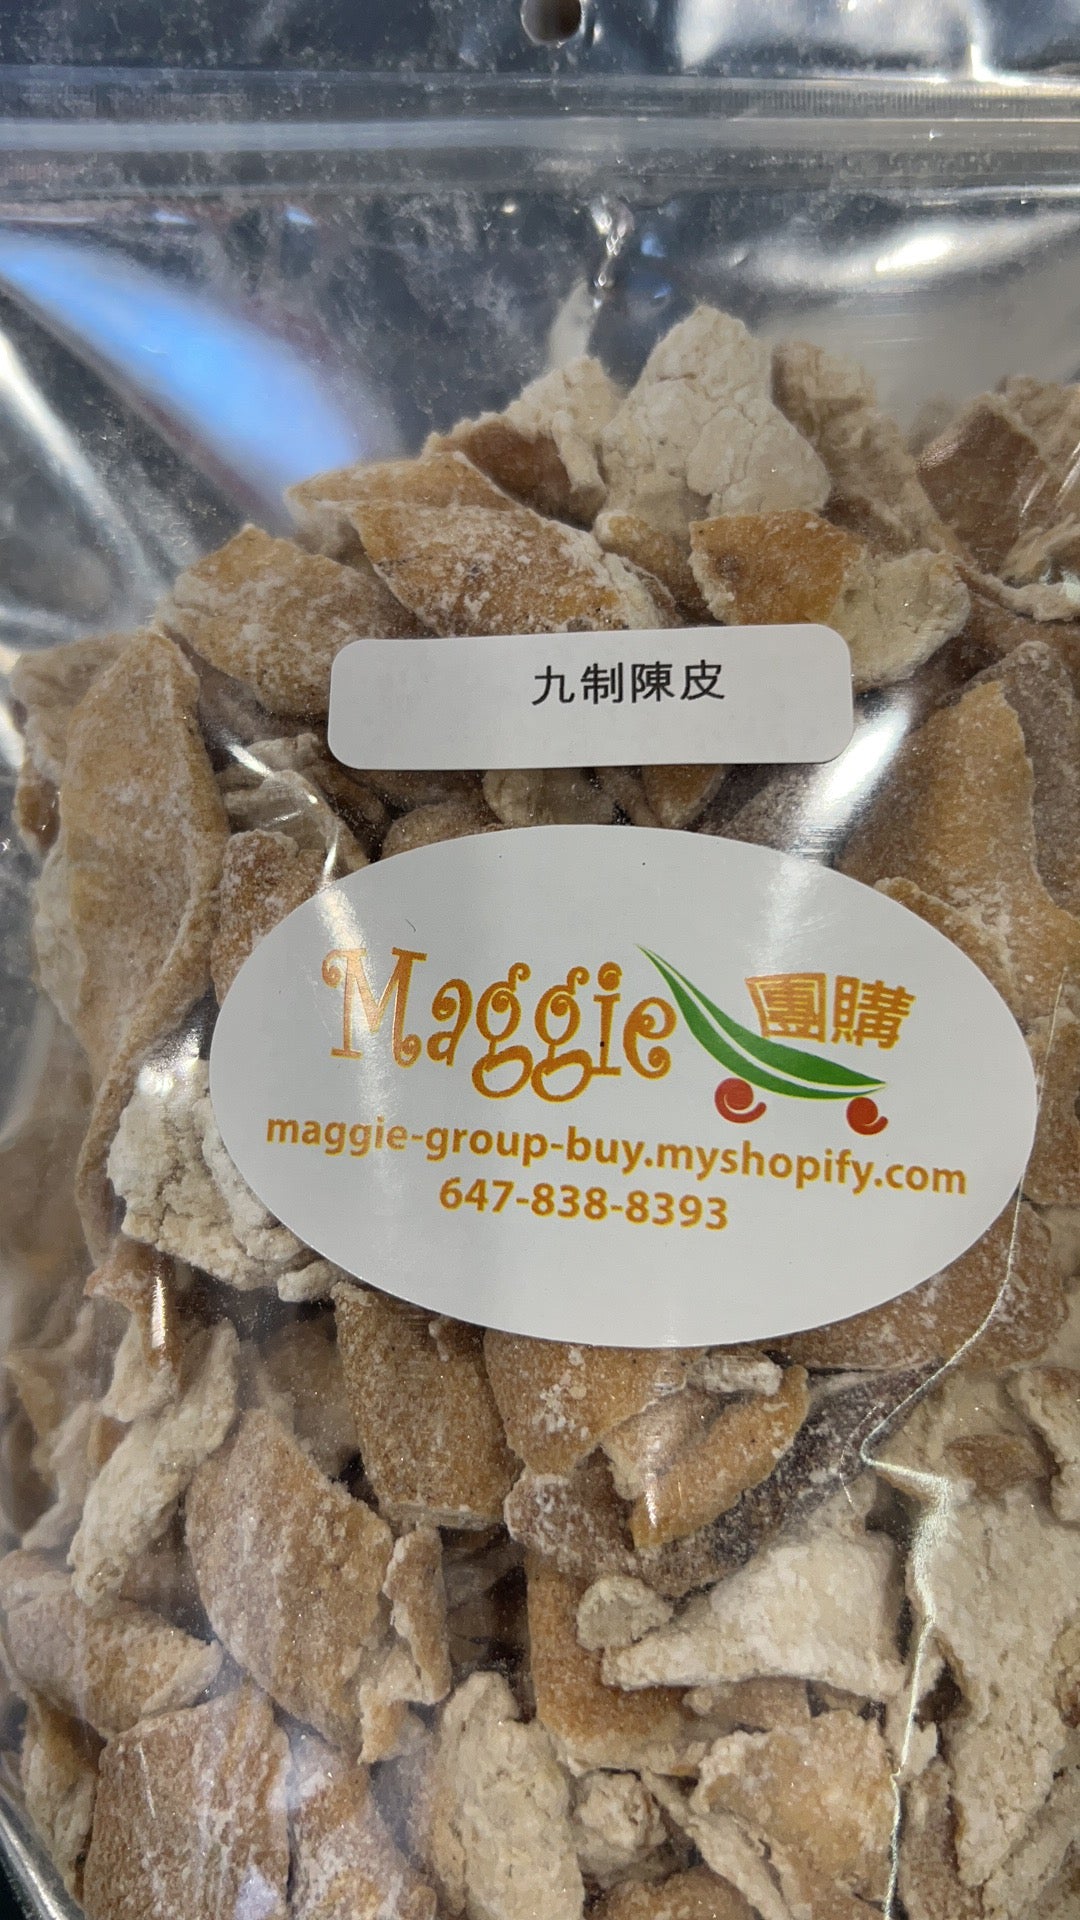 九制陳皮
Maggie 團購
maggie-group-buy.myshopify.com
647-838-8393